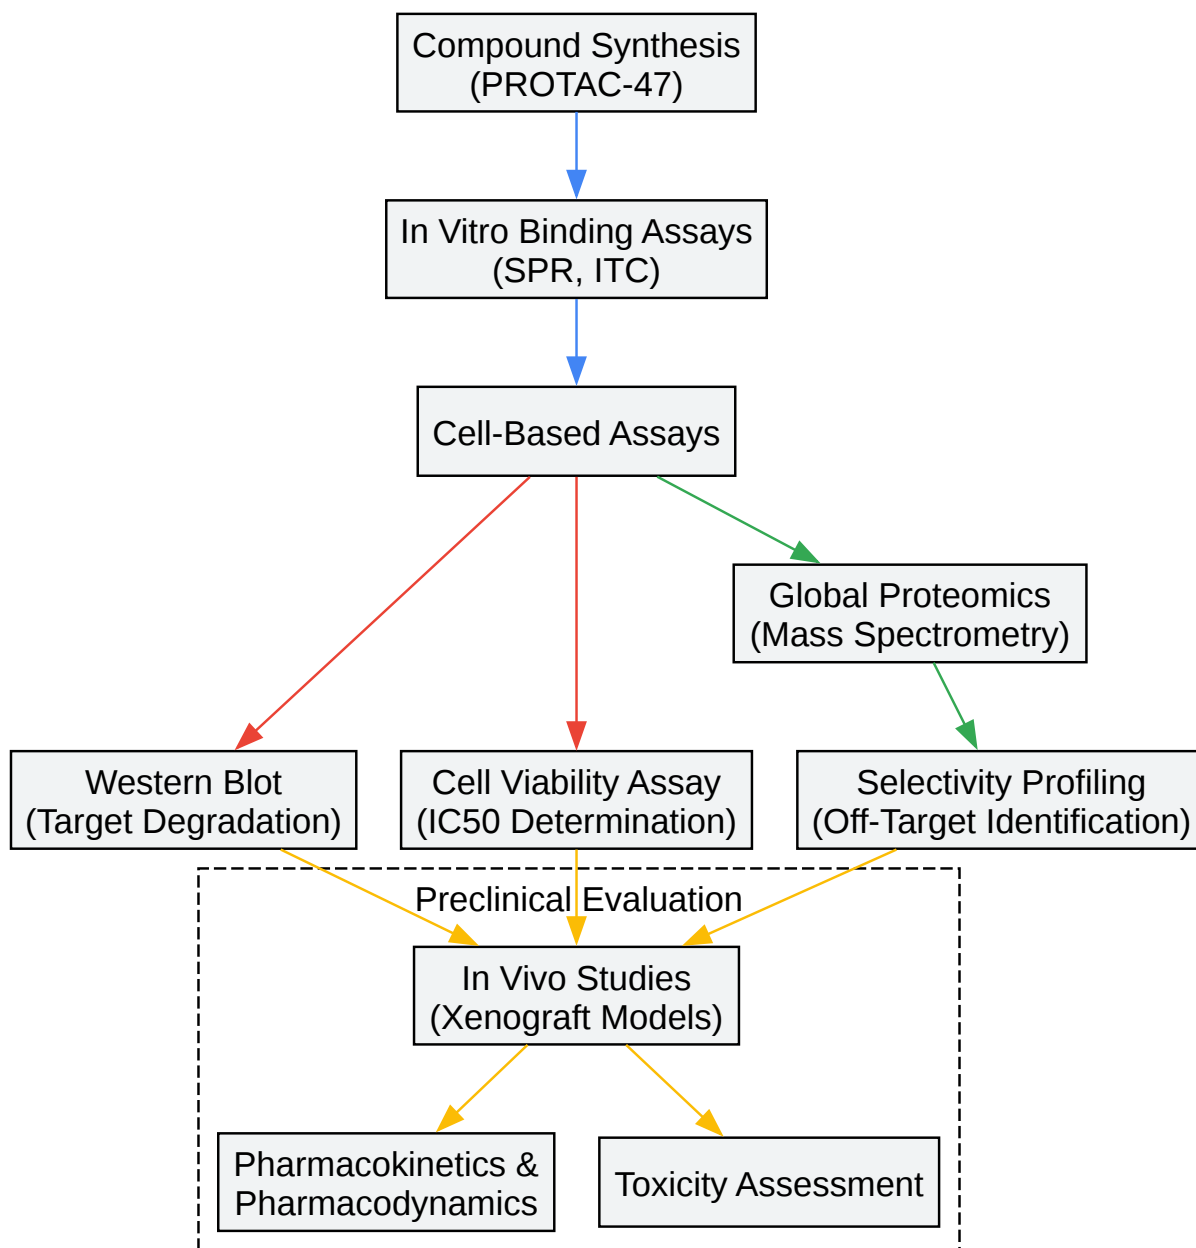 Compound Synthesis
(PROTAC-47)
In Vitro Binding Assays
(SPR, ITC)
Cell-Based Assays
Global Proteomics
(Mass Spectrometry)
Western Blot
(Target Degradation)
Cell Viability Assay
(IC50 Determination)
Selectivity Profiling
(Off-Target Identification)
Preclinical Evaluation
In Vivo Studies
(Xenograft Models)
Pharmacokinetics &
Pharmacodynamics
Toxicity Assessment